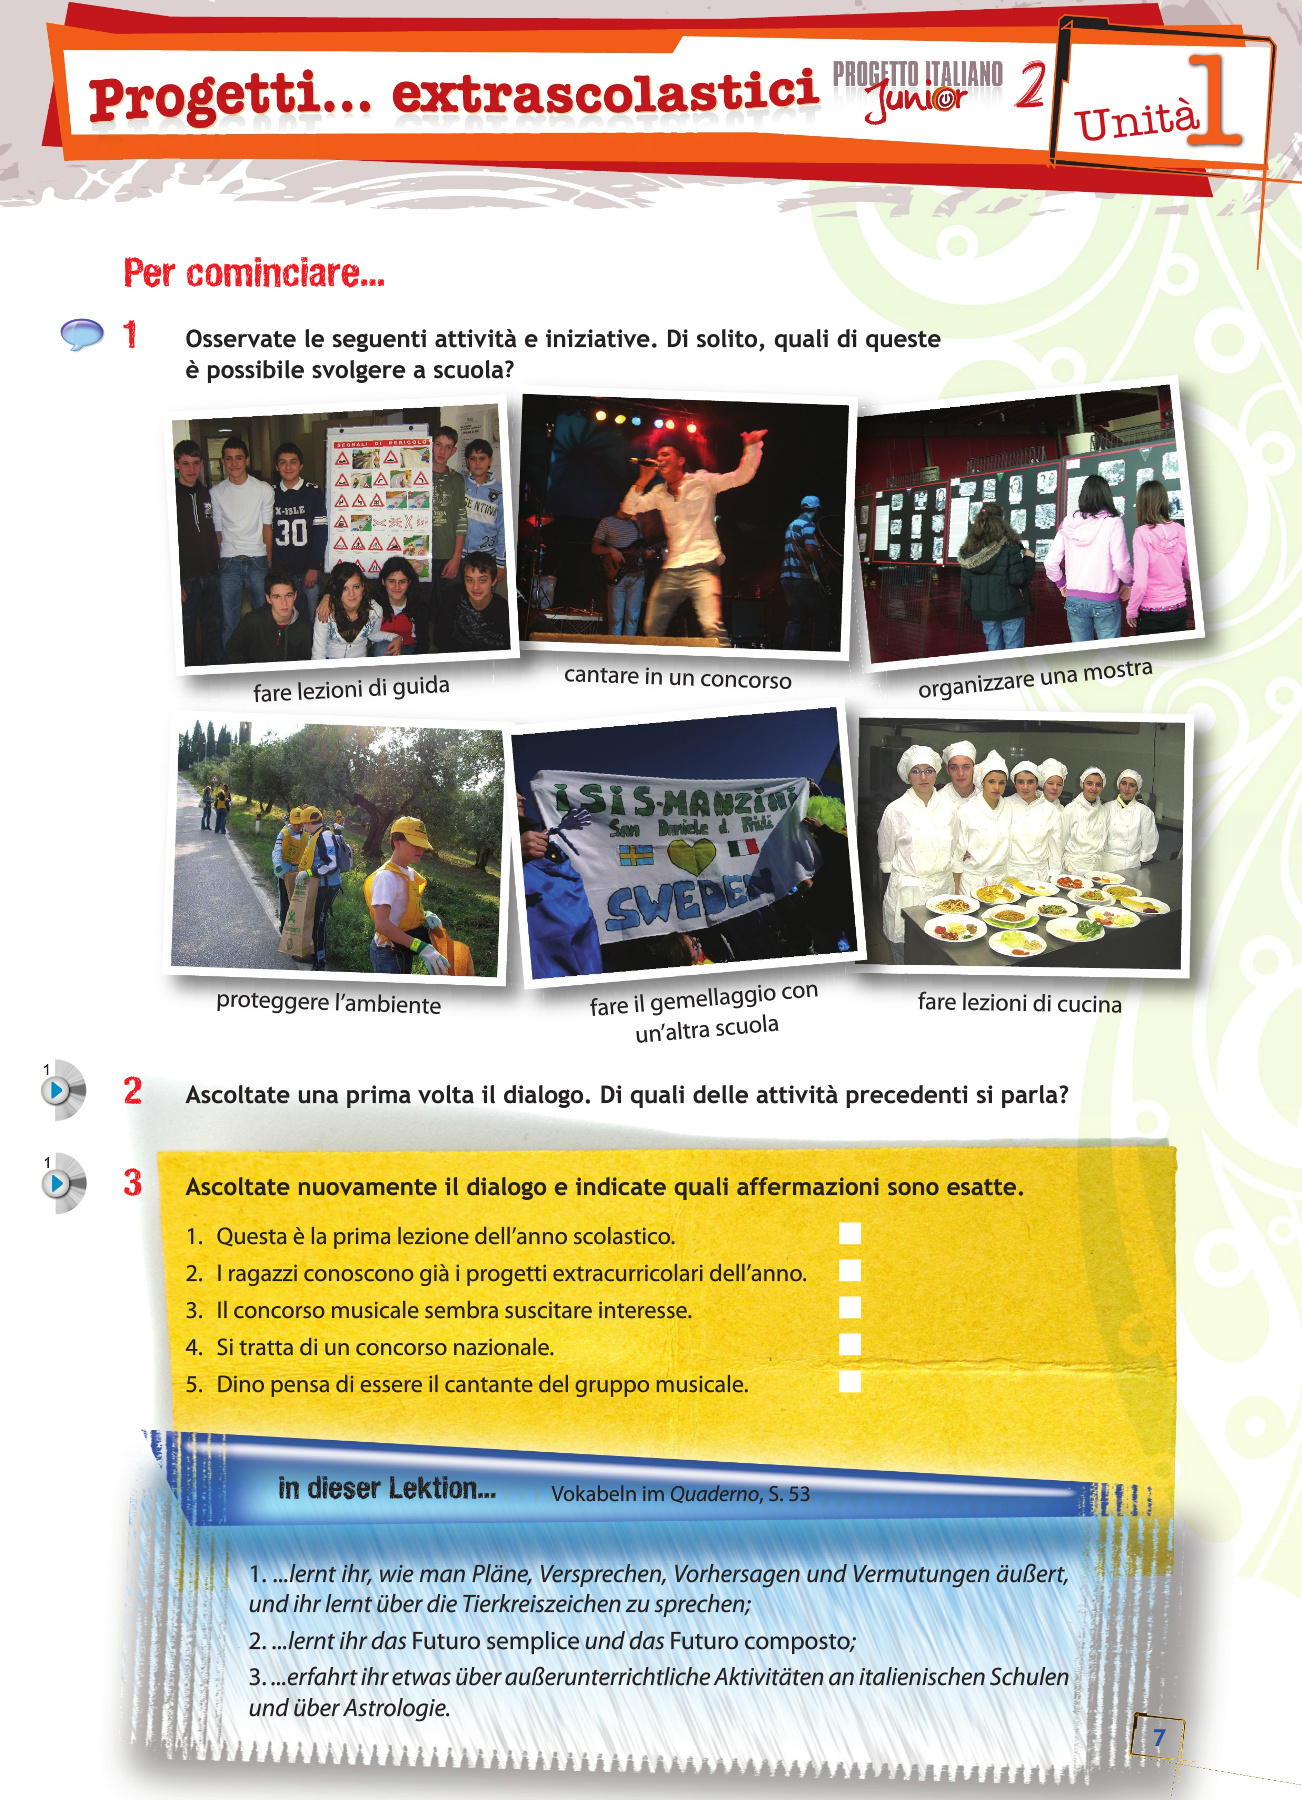 Progetti... extrascolastici
PROGETTO ITALIANO
Junior 2
Unità 1
Per cominciare...
1 Osservate le seguenti attività e iniziative. Di solito, quali di queste
è possibile svolgere a scuola?
SEGNALI DI PERICOLO
X-ISLE
30
23
fare lezioni di guida
cantare in un concorso
organizzare una mostra
ISIS-MANZINI
San Daniele d. Friuli
SWEDEN
proteggere l'ambiente
fare il gemellaggio con
un'altra scuola
fare lezioni di cucina
1
2 Ascoltate una prima volta il dialogo. Di quali delle attività precedenti si parla?
1
3 Ascoltate nuovamente il dialogo e indicate quali affermazioni sono esatte.
1. Questa è la prima lezione dell'anno scolastico.
2. I ragazzi conoscono già i progetti extracurricolari dell'anno.
3. Il concorso musicale sembra suscitare interesse.
4. Si tratta di un concorso nazionale.
5. Dino pensa di essere il cantante del gruppo musicale.
in dieser Lektion... Vokabeln im Quaderno, S. 53
1. ...lernt ihr, wie man Pläne, Versprechen, Vorhersagen und Vermutungen äußert,
und ihr lernt über die Tierkreiszeichen zu sprechen;
2. ...lernt ihr das Futuro semplice und das Futuro composto;
3. ...erfahrt ihr etwas über außerunterrichtliche Aktivitäten an italienischen Schulen
und über Astrologie.
7